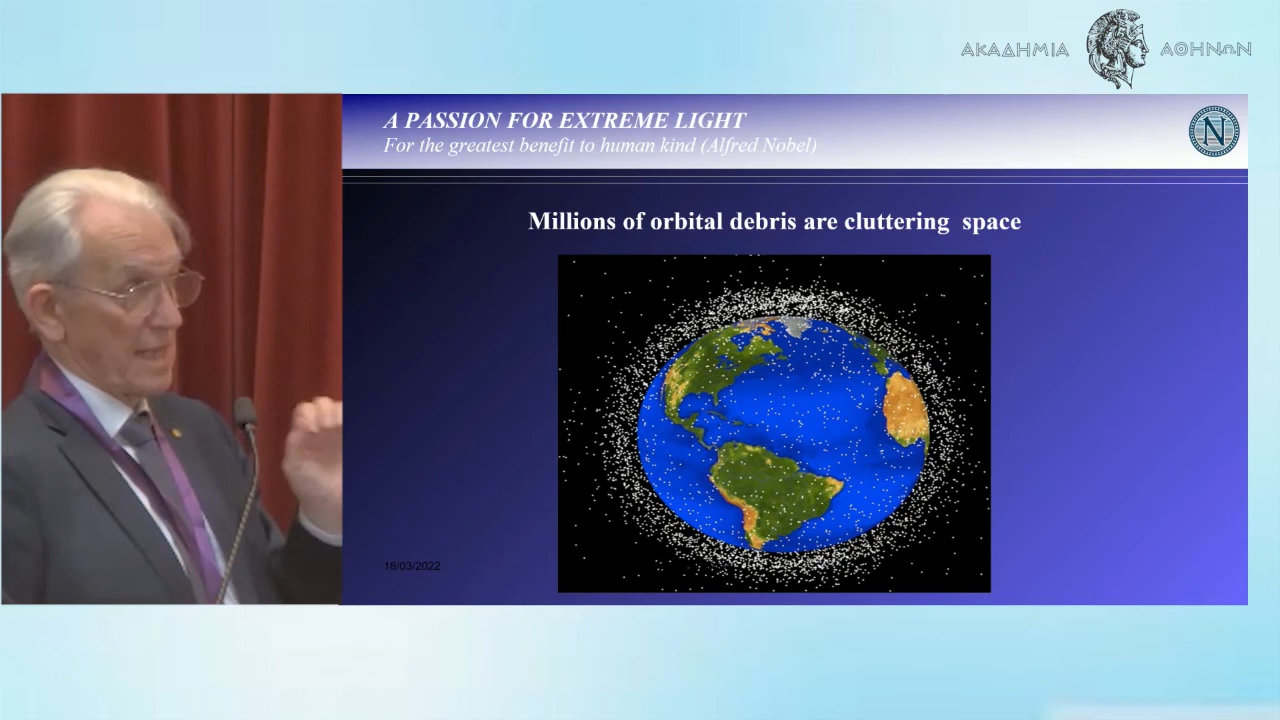 ΑΚΑΔΗΜΙΑ ΑΘΗΝΩΝ
A PASSION FOR EXTREME LIGHT
For the greatest benefit to human kind (Alfred Nobel)
N
Millions of orbital debris are cluttering space
18/03/2022